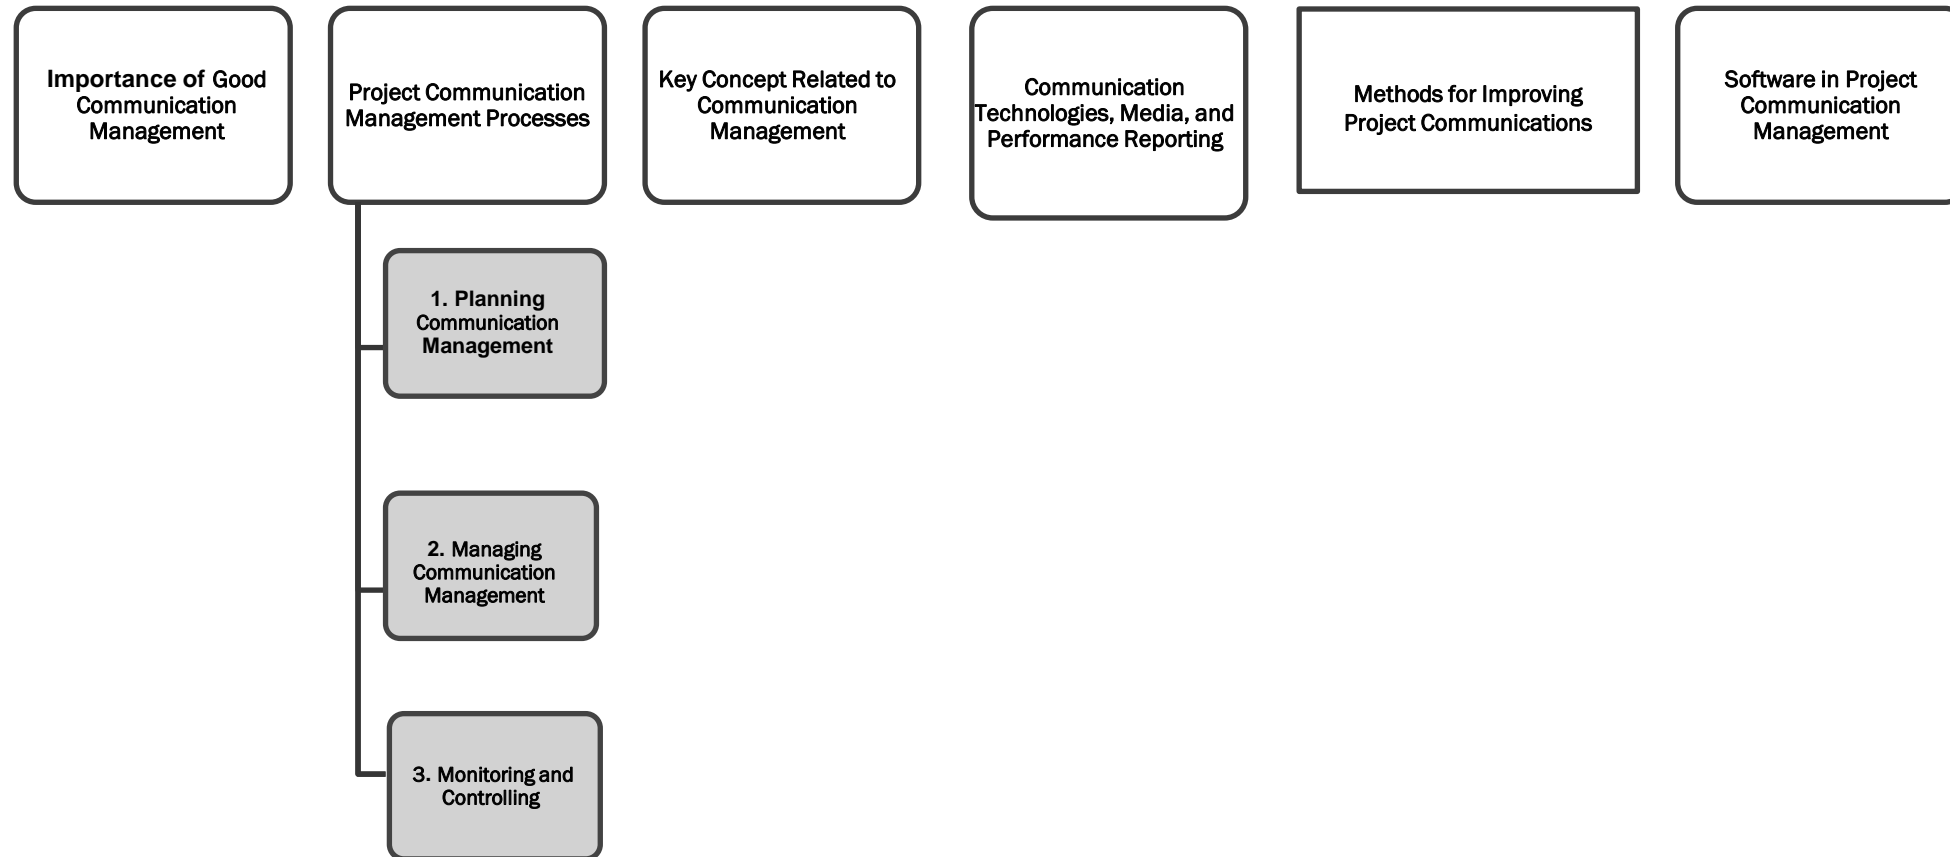 Importance of Good
Communication
Management
Project Communication
Management Processes
Key Concept Related to
Communication
Management
Communication
Technologies, Media, and
Performance Reporting
Methods for Improving
Project Communications
Software in Project
Communication
Management
1. Planning
Communication
Management
2. Managing
Communication
Management
3. Monitoring and
Controlling